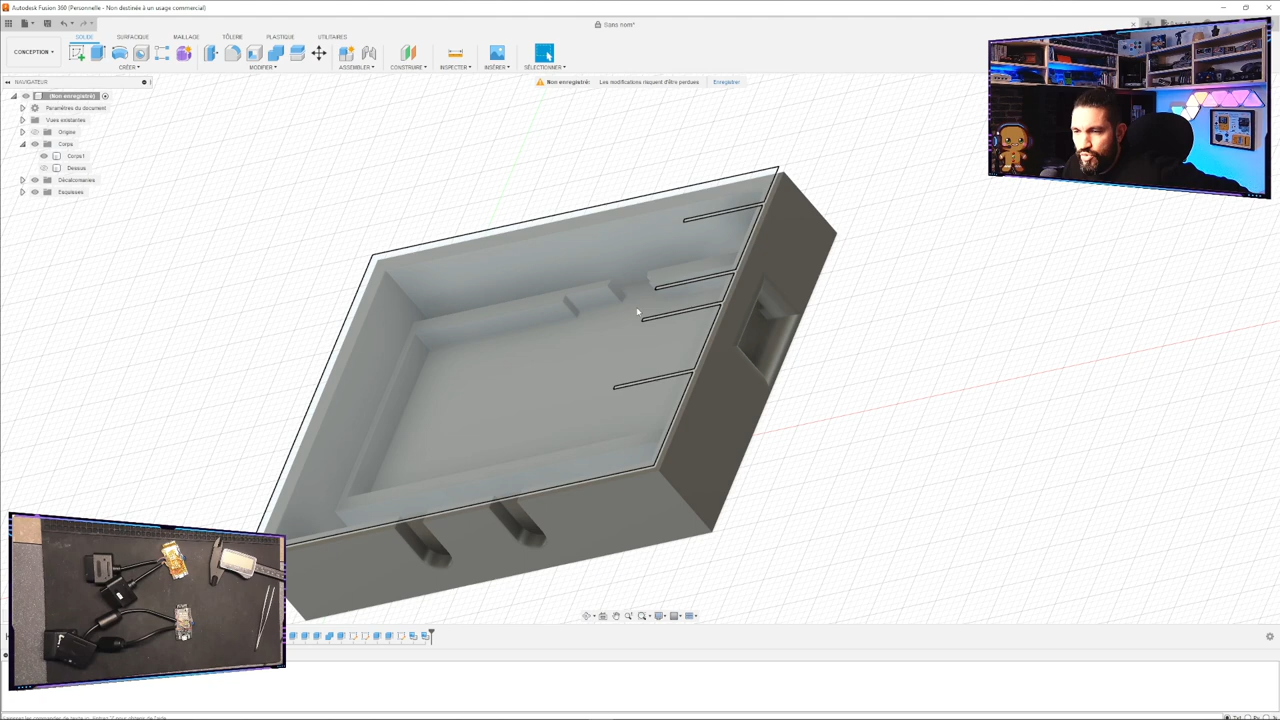 Autodesk Fusion 360 (Personnelle - Non destinée à un usage commercial)
Sans nom*
CONCEPTION
SOLIDE
SURFACIQUE
MAILLAGE
TÔLERIE
PLASTIQUE
UTILITAIRES
CRÉER
MODIFIER
ASSEMBLER
CONSTRUIRE
INSPECTER
INSÉRER
SÉLECTIONNER
NAVIGATEUR
Non enregistré:
Les modifications risquent d'être perdues
Enregistrer
(Non enregistré)
Paramètres du document
Vues existantes
Origine
Corps
Corps1
Dessus
Décalcomanies
Esquisses